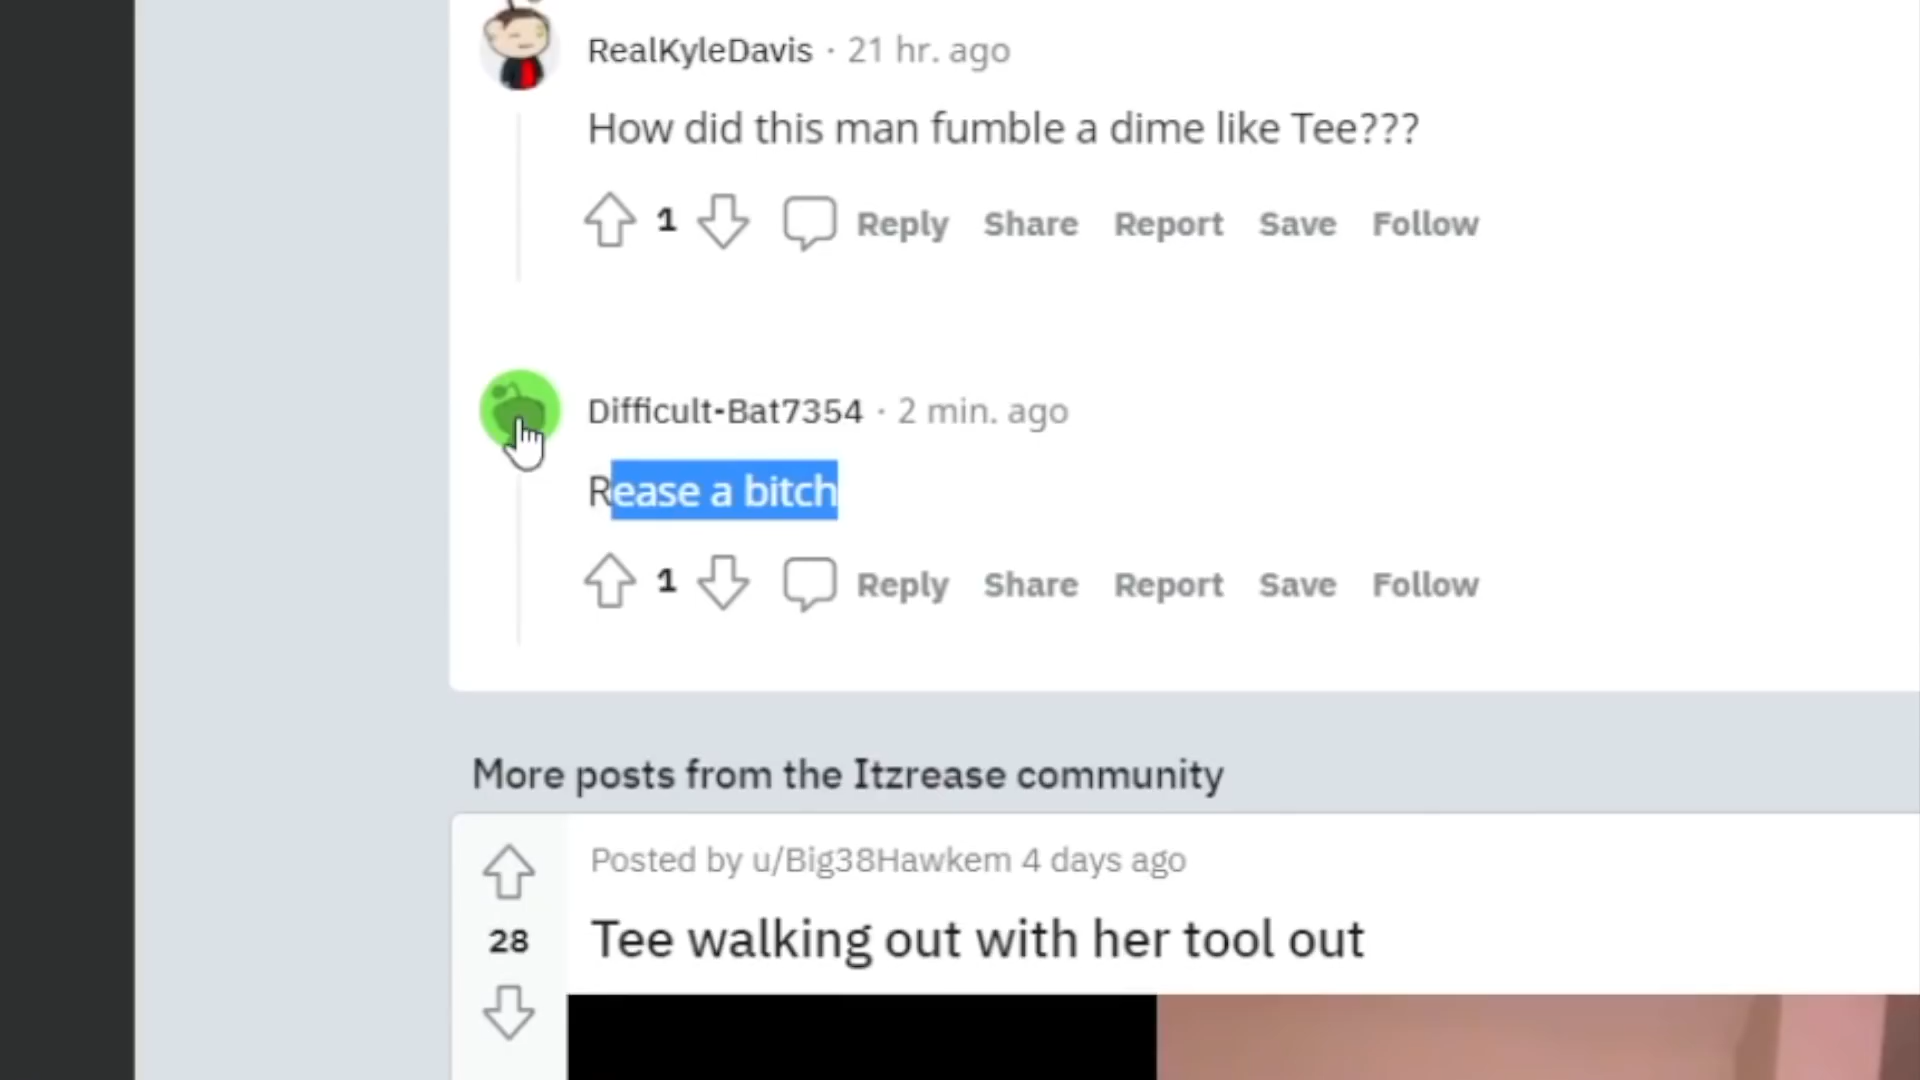 RealKyleDavis · 21 hr. ago
How did this man fumble a dime like Tee???
1 Reply Share Report Save Follow
Difficult-Bat7354 · 2 min. ago
Rease a bitch
1 Reply Share Report Save Follow
More posts from the Itzrease community
Posted by u/Big38Hawkem 4 days ago
28 Tee walking out with her tool out